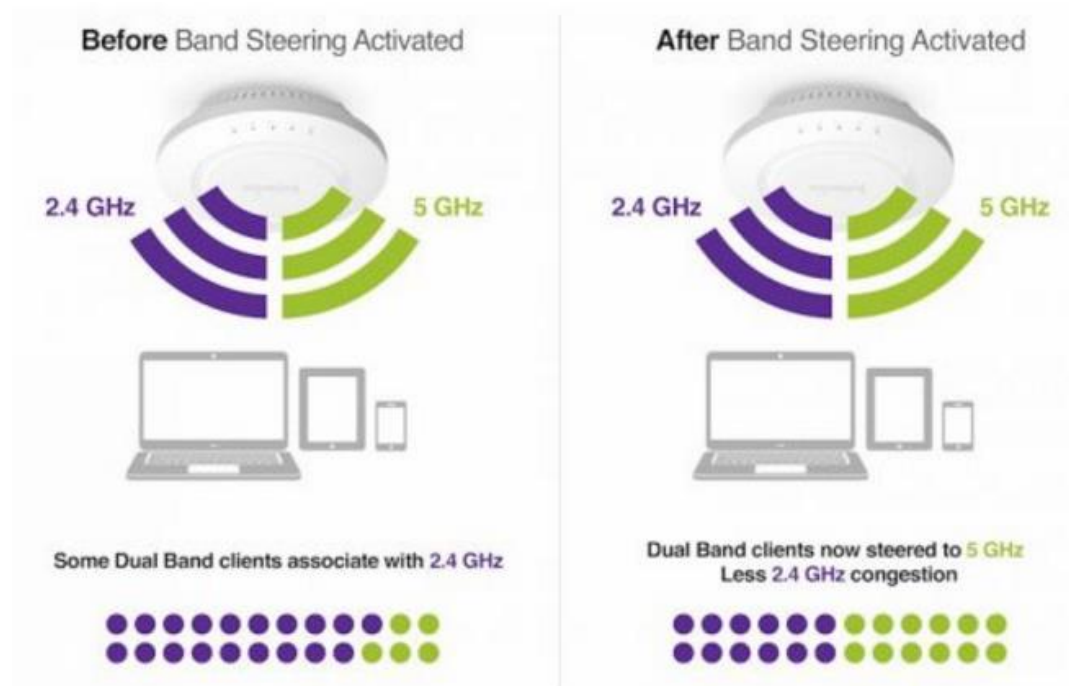 Before Band Steering Activated
2.4 GHz
5 GHz
Some Dual Band clients associate with 2.4 GHz
After Band Steering Activated
2.4 GHz
5 GHz
Dual Band clients now steered to 5 GHz
Less 2.4 GHz congestion